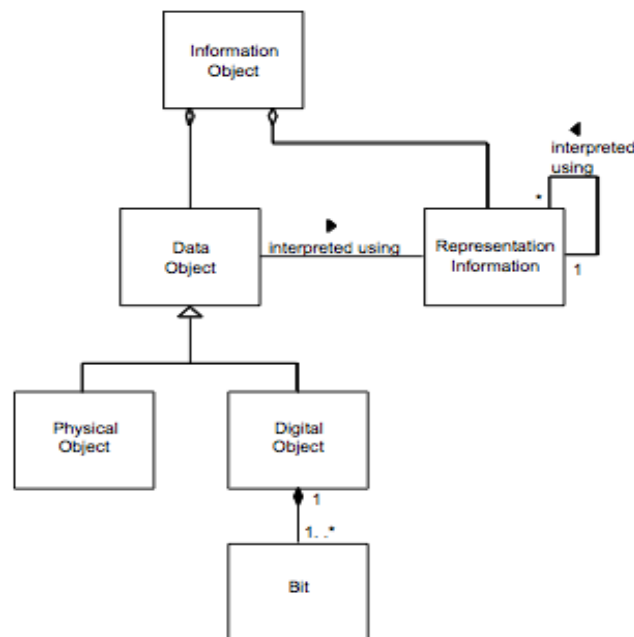 Information
Object
interpreted
using
*
1
Data
Object
interpreted using
Representation
Information
Physical
Object
Digital
Object
1
1. .*
Bit